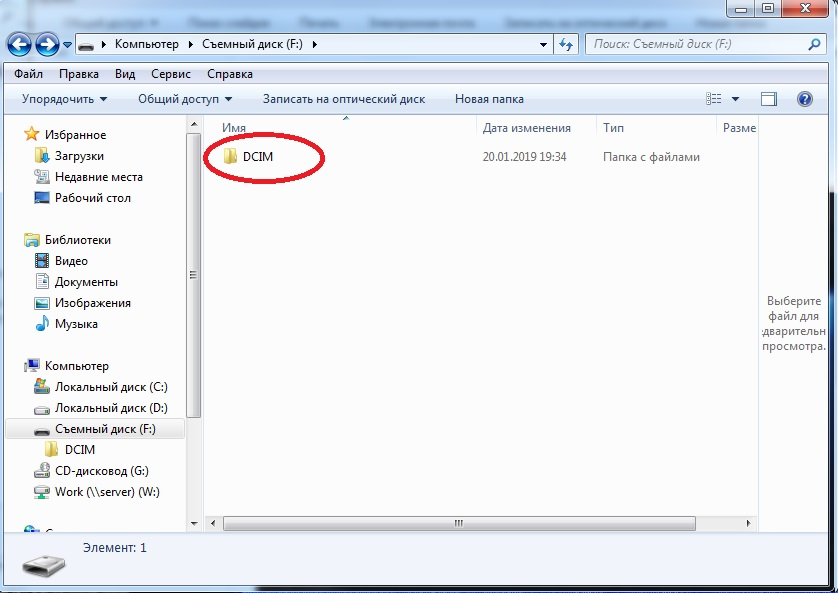 Компьютер Съемный диск (F:)
Поиск: Съемный диск (F:)
Файл Правка Вид Сервис Справка
Упорядочить Общий доступ Записать на оптический диск Новая папка
Избранное
Загрузки
Недавние места
Рабочий стол
Библиотеки
Видео
Документы
Изображения
Музыка
Компьютер
Локальный диск (C:)
Локальный диск (D:)
Съемный диск (F:)
DCIM
CD-дисковод (G:)
Work (\\server) (W:)
Имя Дата изменения Тип Разме
DCIM 20.01.2019 19:34 Папка с файлами
Выберите
файл для
дварительн
просмотра.
Элемент: 1